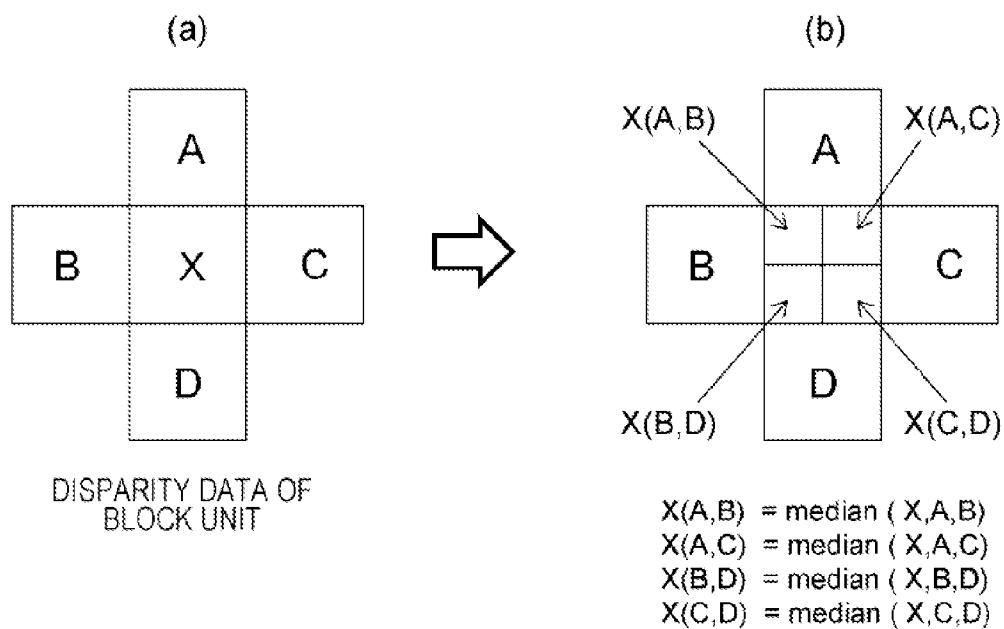 (a)
(b)
A
B X C
D
DISPARITY DATA OF
BLOCK UNIT
X(A,B) X(A,C)
A
B C
D
X(B,D) X(C,D)
X(A,B) = median ( X,A,B)
X(A,C) = median ( X,A,C)
X(B,D) = median ( X,B,D)
X(C,D) = median ( X,C,D)